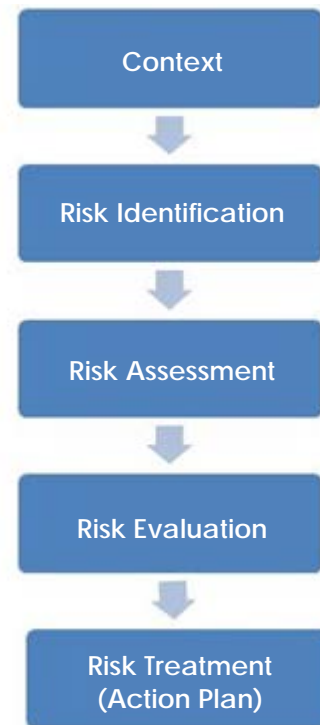 Context
Risk Identification
Risk Assessment
Risk Evaluation
Risk Treatment
(Action Plan)